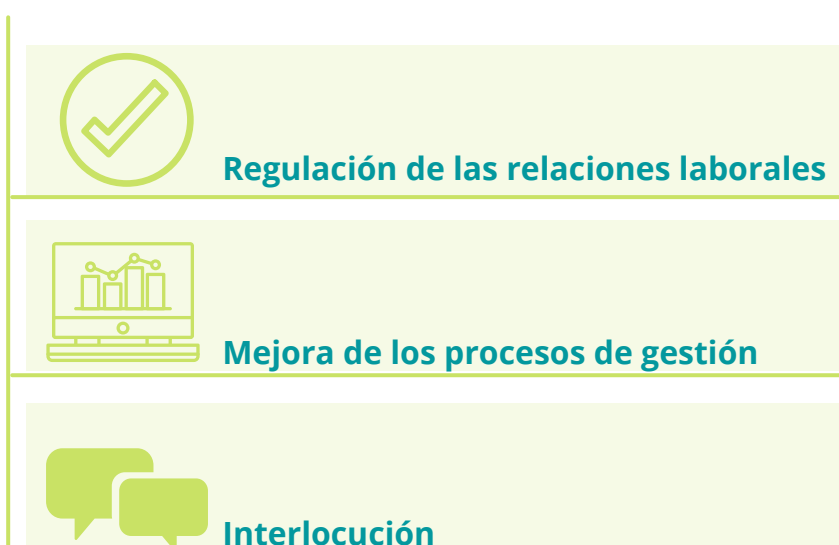 Regulación de las relaciones laborales
Mejora de los procesos de gestión
Interlocución